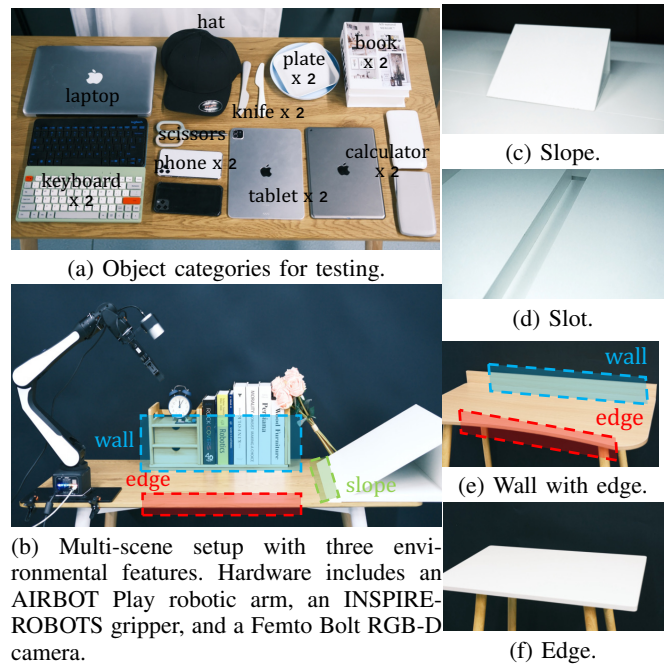 hat
plate
x 2
book
x 2
laptop
knife x 2
scissors
phone x 2
calculator
x 2
keyboard
x 2
tablet x 2
(a) Object categories for testing.
(c) Slope.
(d) Slot.
wall
edge
slope
(b) Multi-scene setup with three envi-
ronmental features. Hardware includes an
AIRBOT Play robotic arm, an INSPIRE-
ROBOTS gripper, and a Femto Bolt RGB-D
camera.
wall
edge
(e) Wall with edge.
(f) Edge.